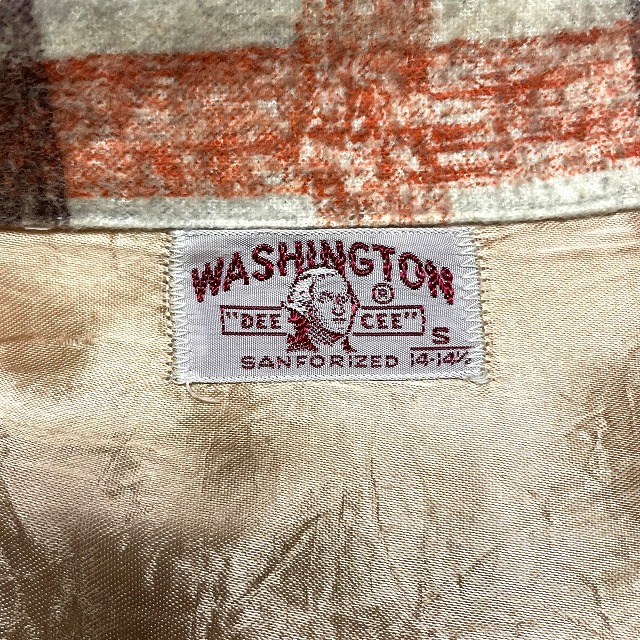 WASHINGTON
®
"DEE CEE"
S
SANFORIZED 14-14½